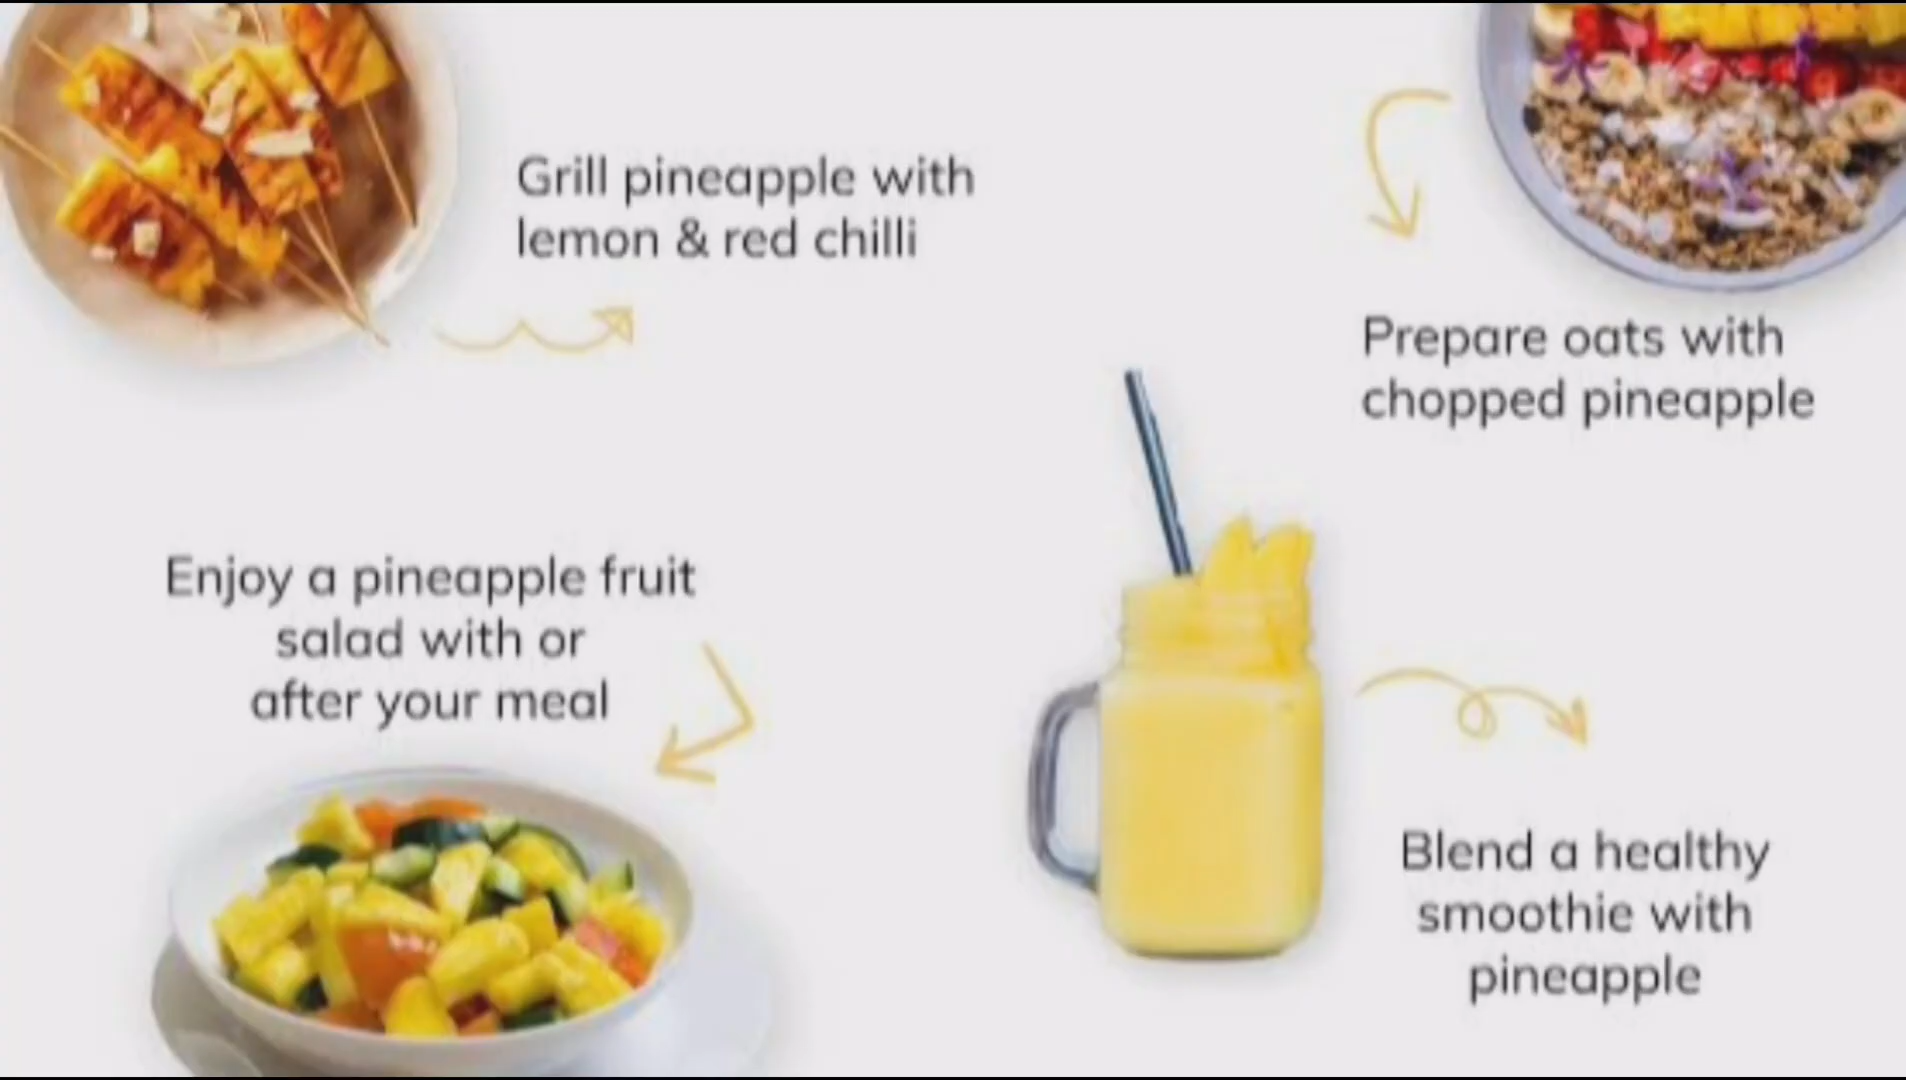 Grill pineapple with
lemon & red chilli
Prepare oats with
chopped pineapple
Enjoy a pineapple fruit
salad with or
after your meal
Blend a healthy
smoothie with
pineapple